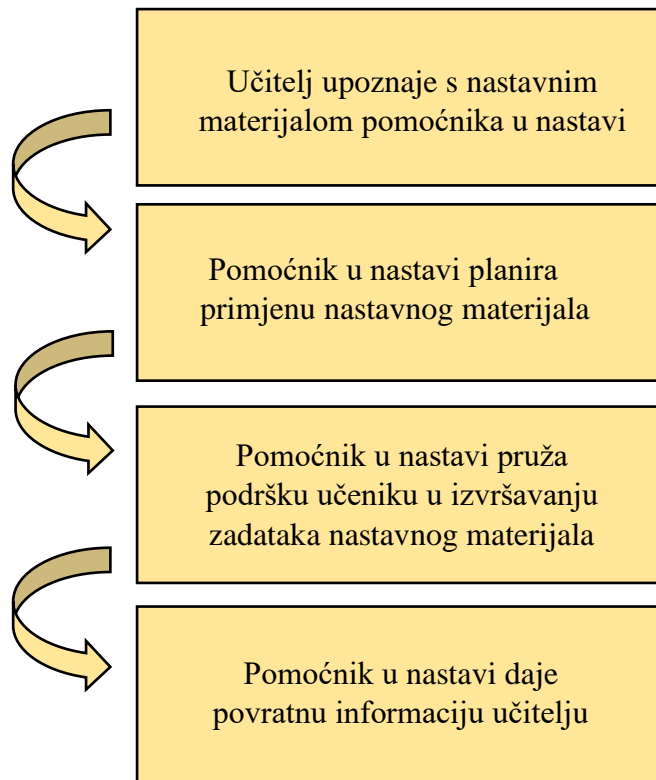 Učitelj upoznaje s nastavnim
materijalom pomoćnika u nastavi
Pomoćnik u nastavi planira
primjenu nastavnog materijala
Pomoćnik u nastavi pruža
podršku učeniku u izvršavanju
zadataka nastavnog materijala
Pomoćnik u nastavi daje
povratnu informaciju učitelju